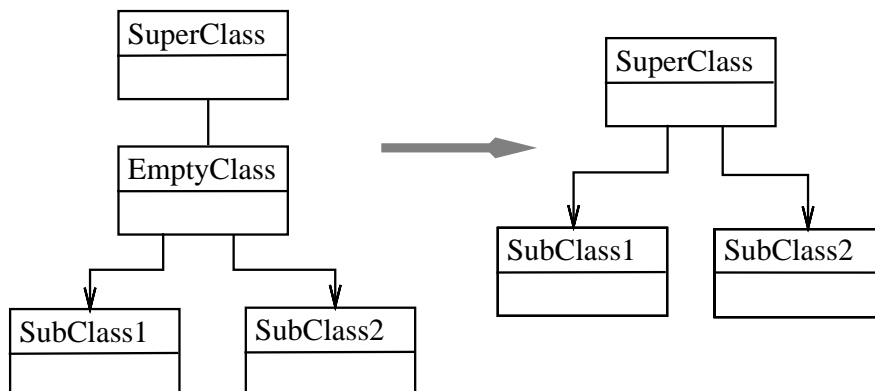 SuperClass
EmptyClass
SubClass1
SubClass2
SuperClass
SubClass1
SubClass2